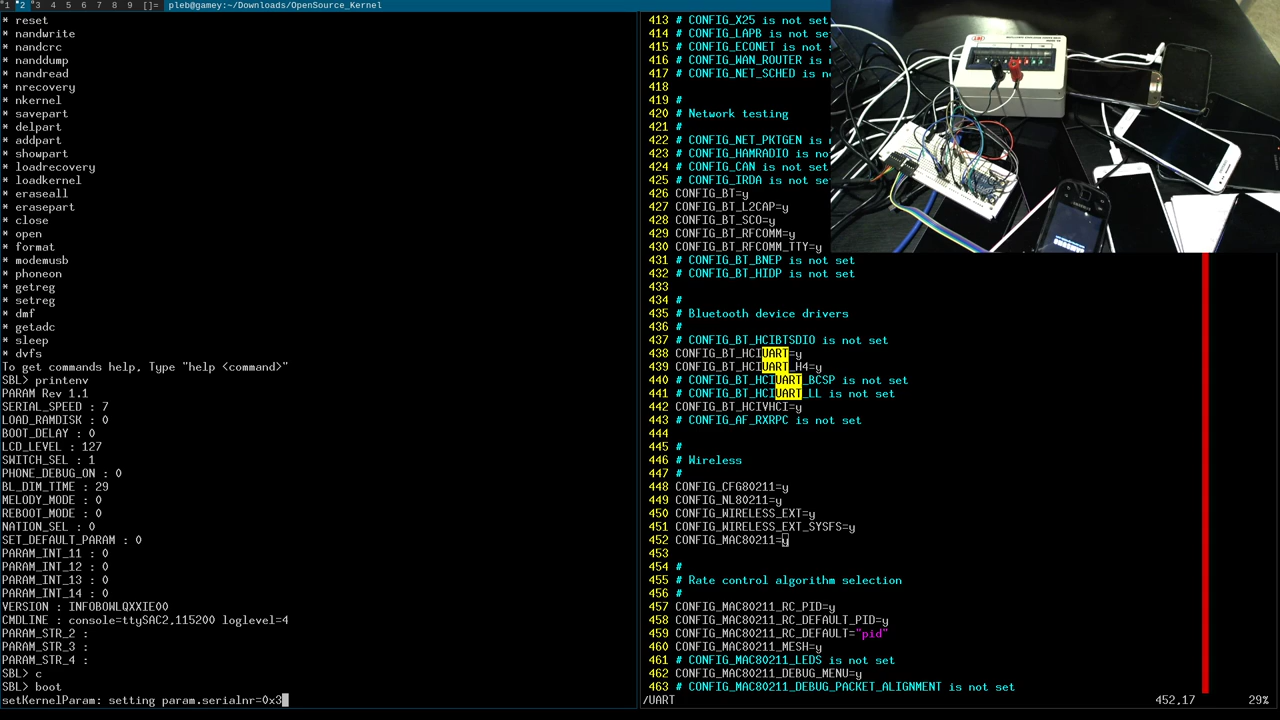 1 2 3 4 5 6 7 8 9 []= pleb@gamey:~/Downloads/OpenSource_Kernel
* reset
* nandwrite
* nandcrc
* nanddump
* nandread
* nrecovery
* nkernel
* savepart
* delpart
* addpart
* showpart
* loadrecovery
* loadkernel
* eraseall
* erasepart
* close
* open
* format
* modemusb
* phoneon
* getreg
* setreg
* dmf
* getadc
* sleep
* dvfs
To get commands help, Type "help <command>"
SBL> printenv
PARAM Rev 1.1
SERIAL_SPEED : 7
LOAD_RAMDISK : 0
BOOT_DELAY : 0
LCD_LEVEL : 127
SWITCH_SEL : 1
PHONE_DEBUG_ON : 0
BL_DIM_TIME : 29
MELODY_MODE : 0
REBOOT_MODE : 0
NATION_SEL : 0
SET_DEFAULT_PARAM : 0
PARAM_INT_11 : 0
PARAM_INT_12 : 0
PARAM_INT_13 : 0
PARAM_INT_14 : 0
VERSION : INFOBOWLQXXIE00
CMDLINE : console=ttySAC2,115200 loglevel=4
PARAM_STR_2 :
PARAM_STR_3 :
PARAM_STR_4 :
SBL> c
SBL> boot
setKernelParam: setting param.serialnr=0x3
413 # CONFIG_X25 is not set
414 # CONFIG_LAPB is not
415 # CONFIG_ECONET is not
416 # CONFIG_WAN_ROUTER is
417 # CONFIG_NET_SCHED is n
418
419 #
420 # Network testing
421 #
422 # CONFIG_NET_PKTGEN is
423 # CONFIG_HAMRADIO is no
424 # CONFIG_CAN is not set
425 # CONFIG_IRDA is not se
426 CONFIG_BT=y
427 CONFIG_BT_L2CAP=y
428 CONFIG_BT_SCO=y
429 CONFIG_BT_RFCOMM=y
430 CONFIG_BT_RFCOMM_TTY=y
431 # CONFIG_BT_BNEP is not set
432 # CONFIG_BT_HIDP is not set
433
434 #
435 # Bluetooth device drivers
436 #
437 # CONFIG_BT_HCIBTSDIO is not set
438 CONFIG_BT_HCIUART=y
439 CONFIG_BT_HCIUART_H4=y
440 # CONFIG_BT_HCIUART_BCSP is not set
441 # CONFIG_BT_HCIUART_LL is not set
442 CONFIG_BT_HCIVHCI=y
443 # CONFIG_AF_RXRPC is not set
444
445 #
446 # Wireless
447 #
448 CONFIG_CFG80211=y
449 CONFIG_NL80211=y
450 CONFIG_WIRELESS_EXT=y
451 CONFIG_WIRELESS_EXT_SYSFS=y
452 CONFIG_MAC80211=y
453
454 #
455 # Rate control algorithm selection
456 #
457 CONFIG_MAC80211_RC_PID=y
458 CONFIG_MAC80211_RC_DEFAULT_PID=y
459 CONFIG_MAC80211_RC_DEFAULT="pid"
460 CONFIG_MAC80211_MESH=y
461 # CONFIG_MAC80211_LEDS is not set
462 CONFIG_MAC80211_DEBUG_MENU=y
463 # CONFIG_MAC80211_DEBUG_PACKET_ALIGNMENT is not set
/UART 452,17 29%